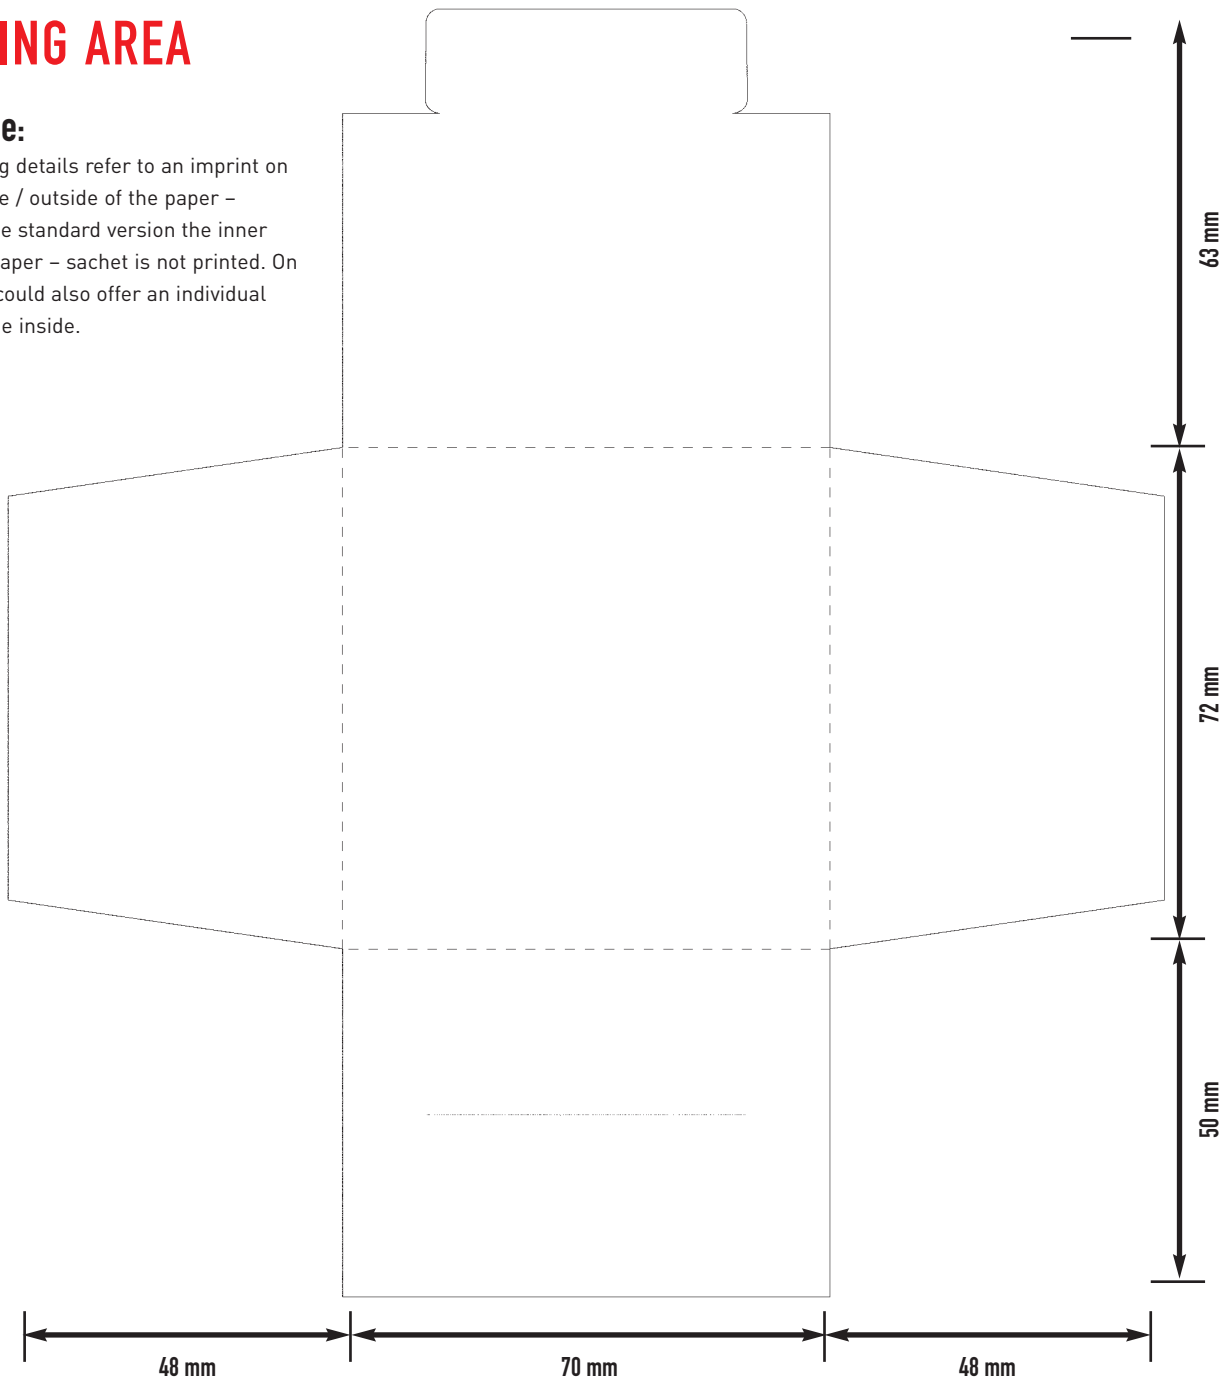 ING AREA
e:
g details refer to an imprint on
e / outside of the paper –
e standard version the inner
aper – sachet is not printed. On
could also offer an individual
e inside.
63 mm
72 mm
50 mm
48 mm
70 mm
48 mm